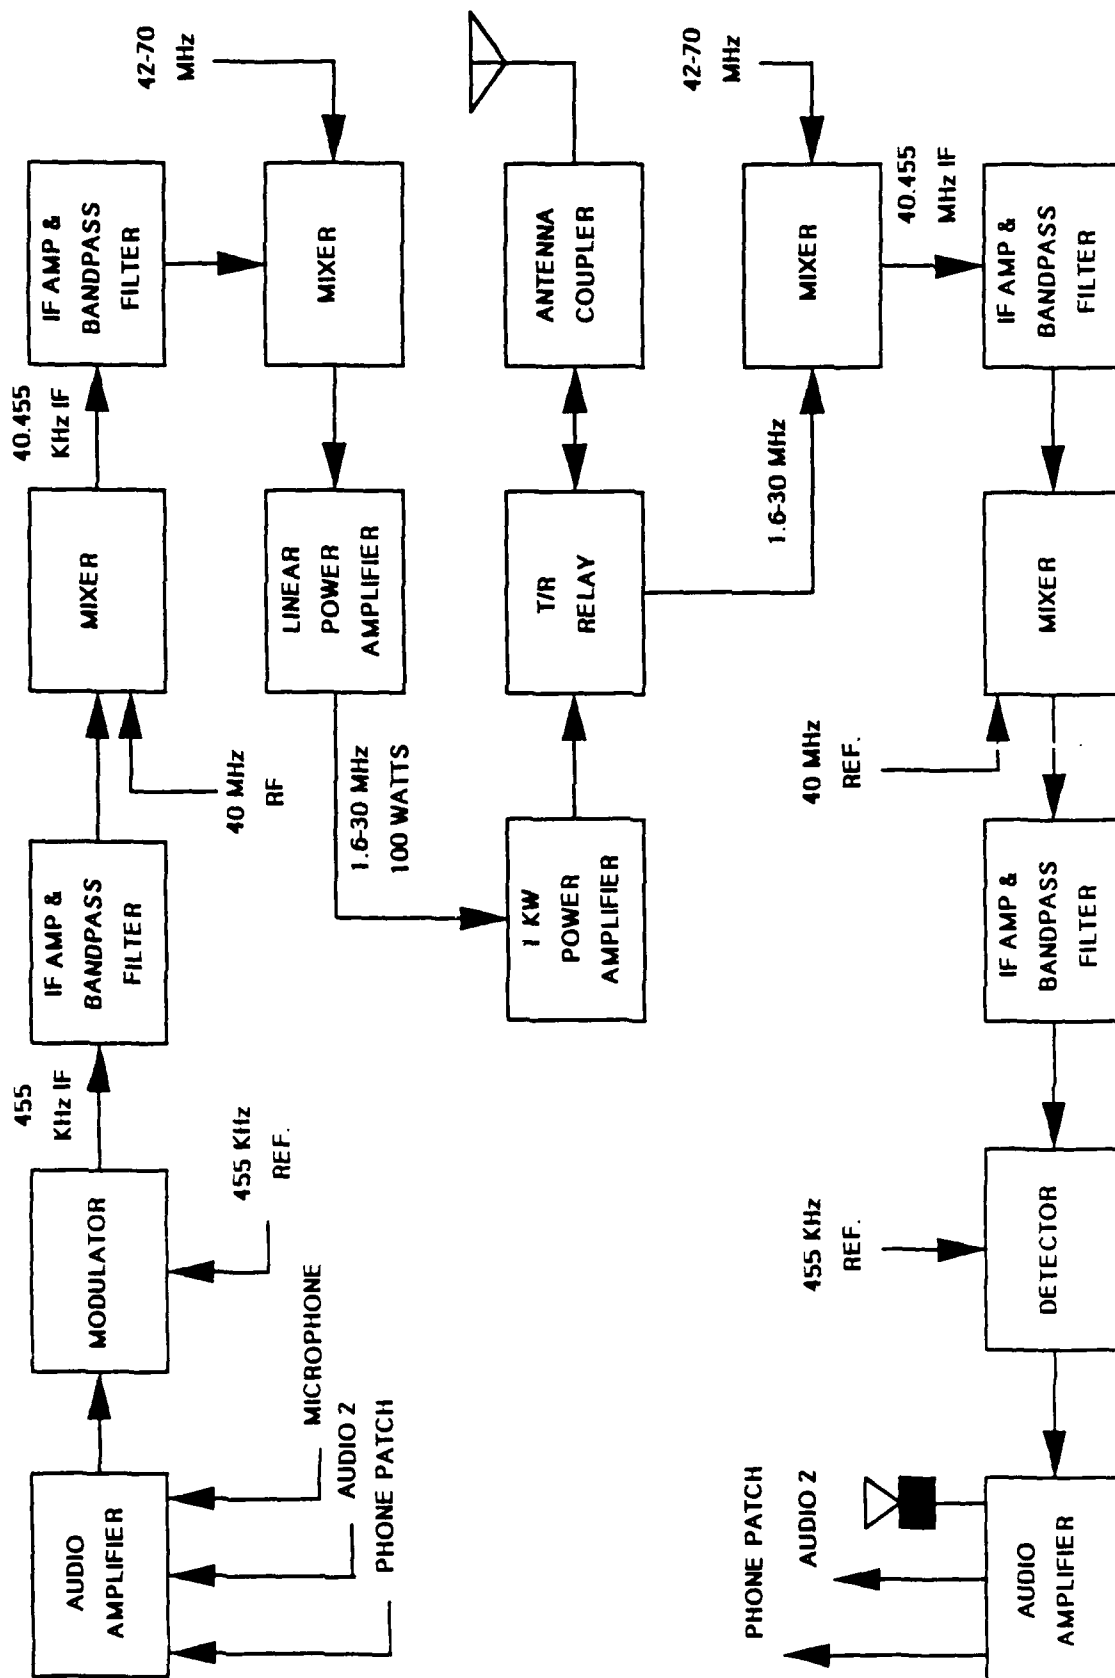 AUDIO
AMPLIFIER
MICROPHONE
AUDIO 2
PHONE PATCH
MODULATOR
455 KHz
REF.
455
KHz IF
IF AMP &
BANDPASS
FILTER
MIXER
40 MHz
RF
40.455
KHz IF
IF AMP &
BANDPASS
FILTER
42-70
MHz
MIXER
LINEAR
POWER
AMPLIFIER
1.6-30 MHz
100 WATTS
1 KW
POWER
AMPLIFIER
T/R
RELAY
ANTENNA
COUPLER
1.6-30 MHz
42-70
MHz
MIXER
40.455
MHz IF
IF AMP &
BANDPASS
FILTER
MIXER
40 MHz
REF.
IF AMP &
BANDPASS
FILTER
455 KHz
REF.
DETECTOR
AUDIO
AMPLIFIER
PHONE PATCH
AUDIO 2